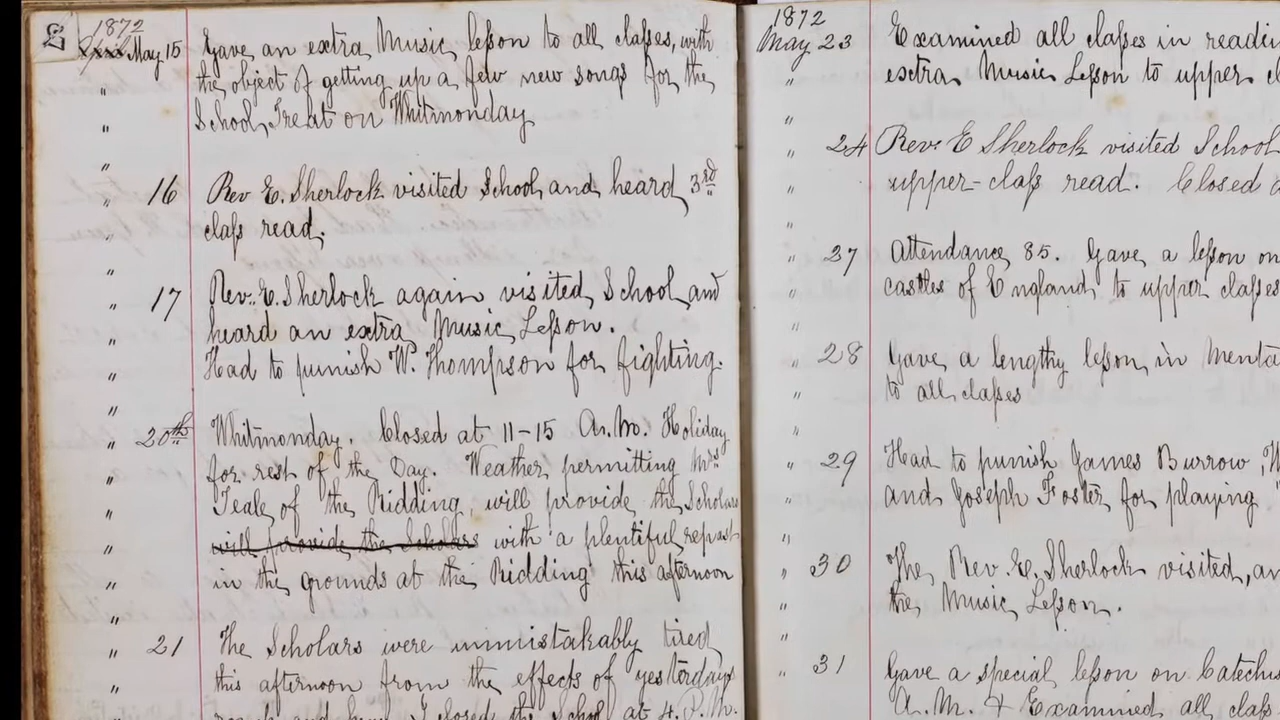 £
1872
May 15 Gave an extra Music lesson to all classes, with
" the object of getting up a few new songs for the
" School Treat on Whitmonday
"
" 16 Rev E. Sherlock visited School and heard 3rd
" class read.
"
" 17 Rev. E. Sherlock again visited School and
" heard an extra Music Lesson.
" Had to punish W. Thompson for fighting.
"
" 20th Whitmonday. Closed at 11-15 A.M. Holiday
" for rest of the Day. Weather permitting Mrs
" Teale of the Ridding, will provide the Scholars
" will provide the Scholars with a plentiful repast
" in the grounds at the Ridding this afternoon
"
" 21 The Scholars were unmistakably tired
" this afternoon from the effects of yesterdays
I closed the School at 4. P.M.
1872
May 23 Examined all classes in
" extra Music Lesson to upper
"
" 24 Rev. E Sherlock visited School
" upper-class read. Closed
"
" 27 Attendance 85. Gave a lesson on
" castles of England to upper classes
"
" 28 Gave a lengthy lesson in
" to all classes
"
" 29 Had to punish James Burrow,
" and Joseph Foster for playing
"
" 30 The Rev. E. Sherlock visited,
" the Music Lesson.
"
" 31 Gave a special lesson on
A.M. & Examined all class